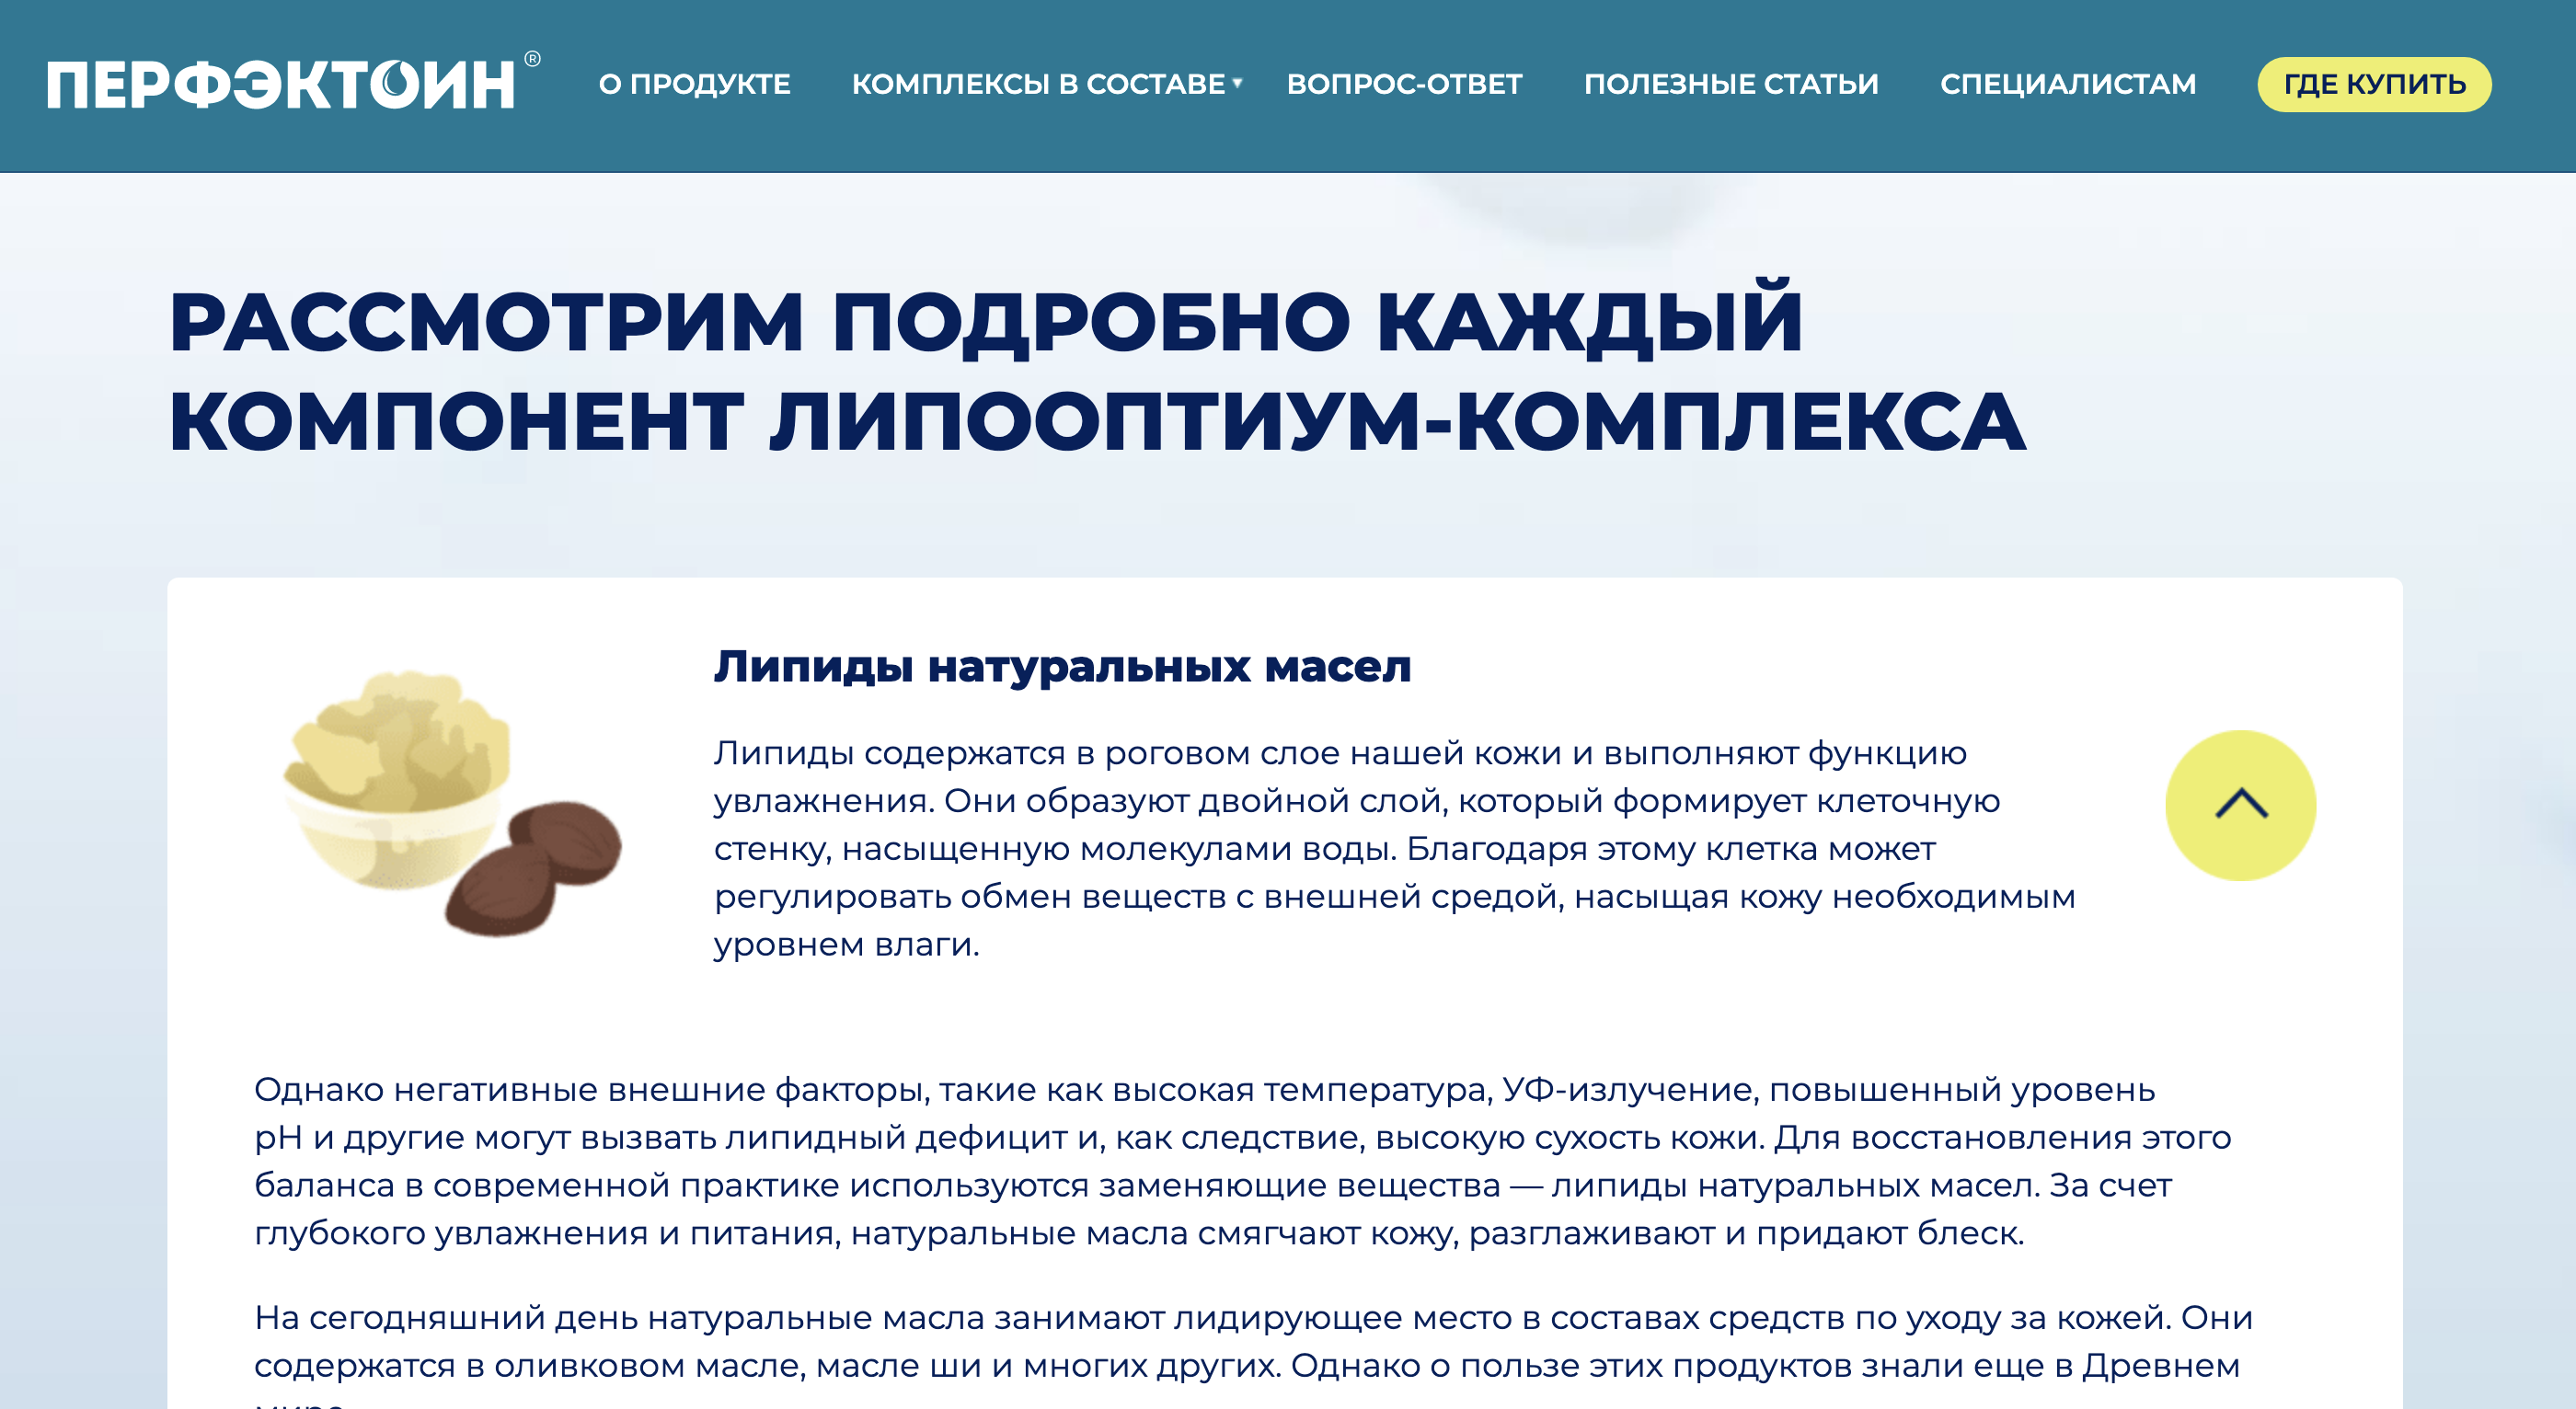 ПЕРФЭКТОИН ®
О ПРОДУКТЕ
КОМПЛЕКСЫ В СОСТАВЕ
ВОПРОС-ОТВЕТ
ПОЛЕЗНЫЕ СТАТЬИ
СПЕЦИАЛИСТАМ
ГДЕ КУПИТЬ
РАССМОТРИМ ПОДРОБНО КАЖДЫЙ
КОМПОНЕНТ ЛИПООПТИУМ-КОМПЛЕКСА
Липиды натуральных масел
Липиды содержатся в роговом слое нашей кожи и выполняют функцию
увлажнения. Они образуют двойной слой, который формирует клеточную
стенку, насыщенную молекулами воды. Благодаря этому клетка может
регулировать обмен веществ с внешней средой, насыщая кожу необходимым
уровнем влаги.
Однако негативные внешние факторы, такие как высокая температура, УФ-излучение, повышенный уровень
pH и другие могут вызвать липидный дефицит и, как следствие, высокую сухость кожи. Для восстановления этого
баланса в современной практике используются заменяющие вещества — липиды натуральных масел. За счет
глубокого увлажнения и питания, натуральные масла смягчают кожу, разглаживают и придают блеск.
На сегодняшний день натуральные масла занимают лидирующее место в составах средств по уходу за кожей. Они
содержатся в оливковом масле, масле ши и многих других. Однако о пользе этих продуктов знали еще в Древнем